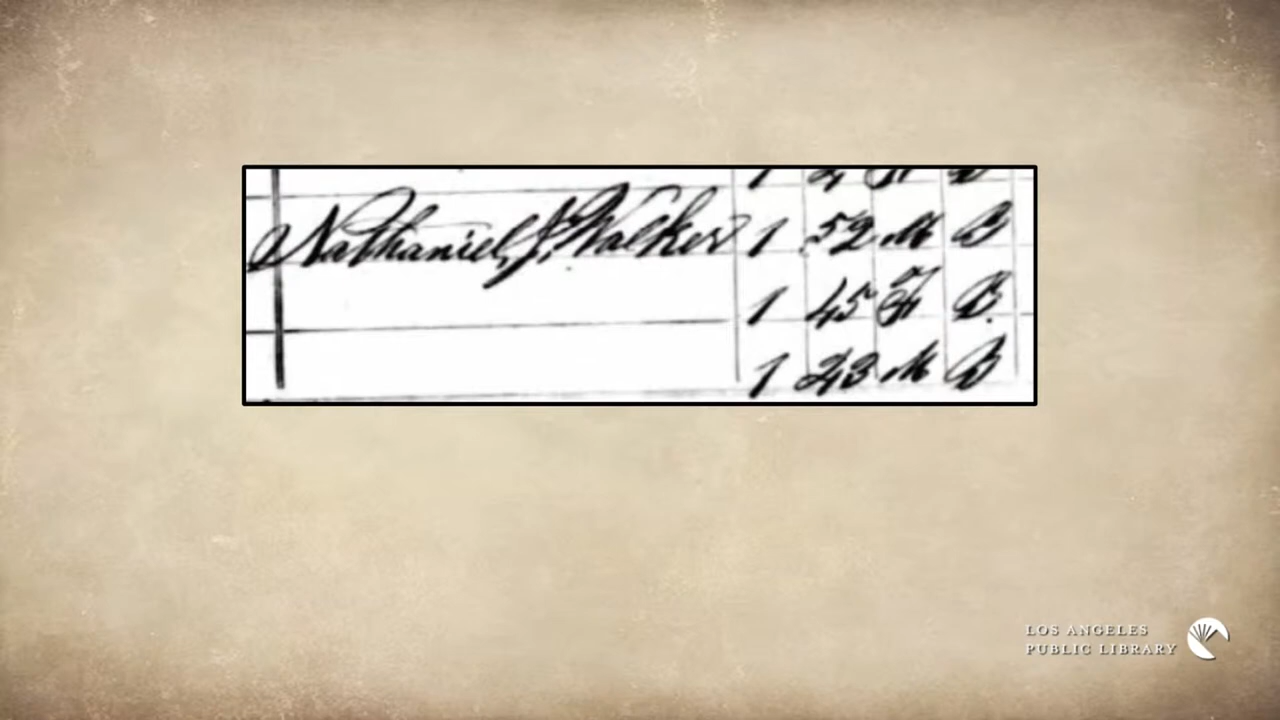 Nathaniel J. Walker 1 52 M B
1 45 F B
1 23 M B
LOS ANGELES
PUBLIC LIBRARY